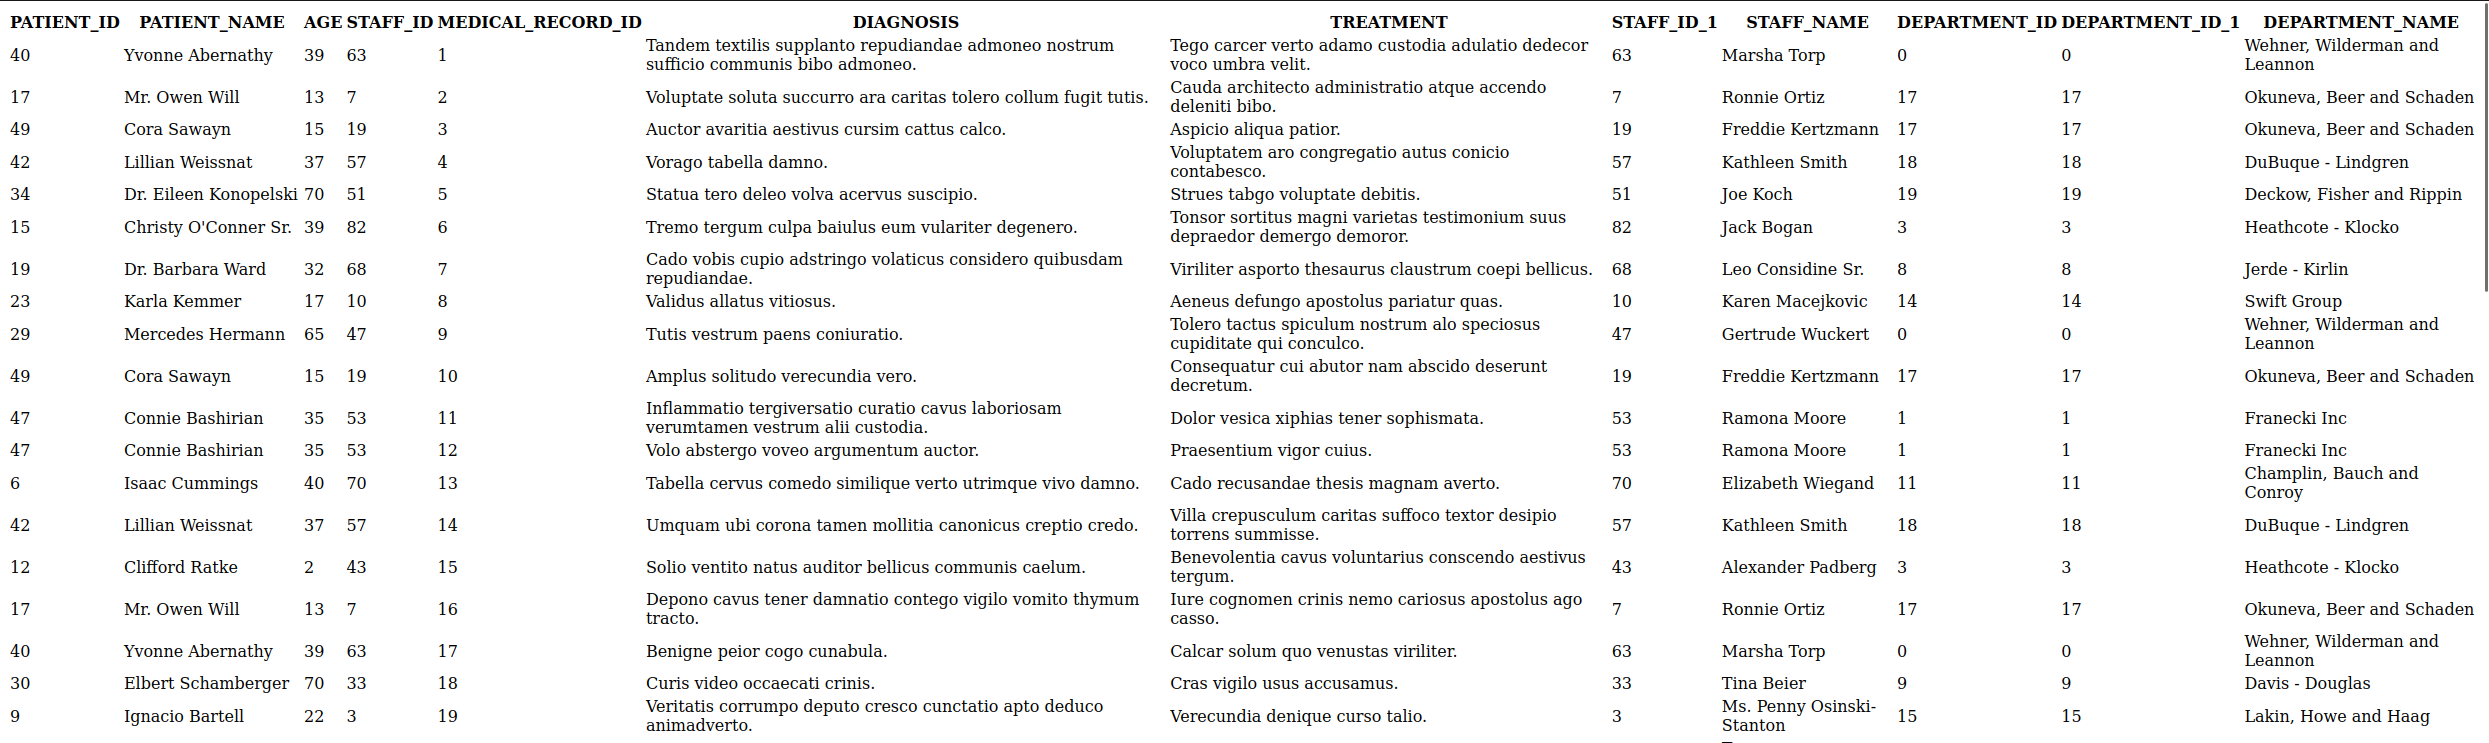 PATIENT_ID PATIENT_NAME AGE STAFF_ID MEDICAL_RECORD_ID DIAGNOSIS TREATMENT STAFF_ID_1 STAFF_NAME DEPARTMENT_ID DEPARTMENT_ID_1 DEPARTMENT_NAME
40 Yvonne Abernathy 39 63 1 Tandem textilis supplanto repudiandae admoneo nostrum sufficio communis bibo admoneo. Tego carcer verto adamo custodia adulatio dedecor voco umbra velit. 63 Marsha Torp 0 0 Wehner, Wilderman and Leannon
17 Mr. Owen Will 13 7 2 Voluptate soluta succurro ara caritas tolero collum fugit tutis. Cauda architecto administratio atque accendo deleniti bibo. 7 Ronnie Ortiz 17 17 Okuneva, Beer and Schaden
49 Cora Sawayn 15 19 3 Auctor avaritia aestivus cursim cattus calco. Aspicio aliqua patior. 19 Freddie Kertzmann 17 17 Okuneva, Beer and Schaden
42 Lillian Weissnat 37 57 4 Vorago tabella damno. Voluptatem aro congregatio autus conicio contabesco. 57 Kathleen Smith 18 18 DuBuque - Lindgren
34 Dr. Eileen Konopelski 70 51 5 Statua tero deleo volva acervus suscipio. Strues tabgo voluptate debitis. 51 Joe Koch 19 19 Deckow, Fisher and Rippin
15 Christy O'Conner Sr. 39 82 6 Tremo tergum culpa baiulus eum vulariter degenero. Tonsor sortitus magni varietas testimonium suus depraedor demergo demoror. 82 Jack Bogan 3 3 Heathcote - Klocko
19 Dr. Barbara Ward 32 68 7 Cado vobis cupio adstringo volaticus considero quibusdam repudiandae. Viriliter asporto thesaurus claustrum coepi bellicus. 68 Leo Considine Sr. 8 8 Jerde - Kirlin
23 Karla Kemmer 17 10 8 Validus allatus vitiosus. Aeneus defungo apostolus pariatur quas. 10 Karen Macejkovic 14 14 Swift Group
29 Mercedes Hermann 65 47 9 Tutis vestrum paens coniuratio. Tolero tactus spiculum nostrum alo speciosus cupiditate qui conculco. 47 Gertrude Wuckert 0 0 Wehner, Wilderman and Leannon
49 Cora Sawayn 15 19 10 Amplus solitudo verecundia vero. Consequatur cui abutor nam abscido deserunt decretum. 19 Freddie Kertzmann 17 17 Okuneva, Beer and Schaden
47 Connie Bashirian 35 53 11 Inflammatio tergiversatio curatio cavus laboriosam verumtamen vestrum alii custodia. Dolor vesica xiphias tener sophismata. 53 Ramona Moore 1 1 Franecki Inc
47 Connie Bashirian 35 53 12 Volo abstergo voveo argumentum auctor. Praesentium vigor cuius. 53 Ramona Moore 1 1 Franecki Inc
6 Isaac Cummings 40 70 13 Tabella cervus comedo similique verto utrimque vivo damno. Cado recusandae thesis magnam averto. 70 Elizabeth Wiegand 11 11 Champlin, Bauch and Conroy
42 Lillian Weissnat 37 57 14 Umquam ubi corona tamen mollitia canonicus creptio credo. Villa crepusculum caritas suffoco textor desipio torrens summisse. 57 Kathleen Smith 18 18 DuBuque - Lindgren
12 Clifford Ratke 2 43 15 Solio ventito natus auditor bellicus communis caelum. Benevolentia cavus voluntarius conscendo aestivus tergum. 43 Alexander Padberg 3 3 Heathcote - Klocko
17 Mr. Owen Will 13 7 16 Depono cavus tener damnatio contego vigilo vomito thymum tracto. Iure cognomen crinis nemo cariosus apostolus ago casso. 7 Ronnie Ortiz 17 17 Okuneva, Beer and Schaden
40 Yvonne Abernathy 39 63 17 Benigne peior cogo cunabula. Calcar solum quo venustas viriliter. 63 Marsha Torp 0 0 Wehner, Wilderman and Leannon
30 Elbert Schamberger 70 33 18 Curis video occaecati crinis. Cras vigilo usus accusamus. 33 Tina Beier 9 9 Davis - Douglas
9 Ignacio Bartell 22 3 19 Veritatis corrumpo deputo cresco cunctatio apto deduco animadverto. Verecundia denique curso talio. 3 Ms. Penny Osinski-Stanton 15 15 Lakin, Howe and Haag